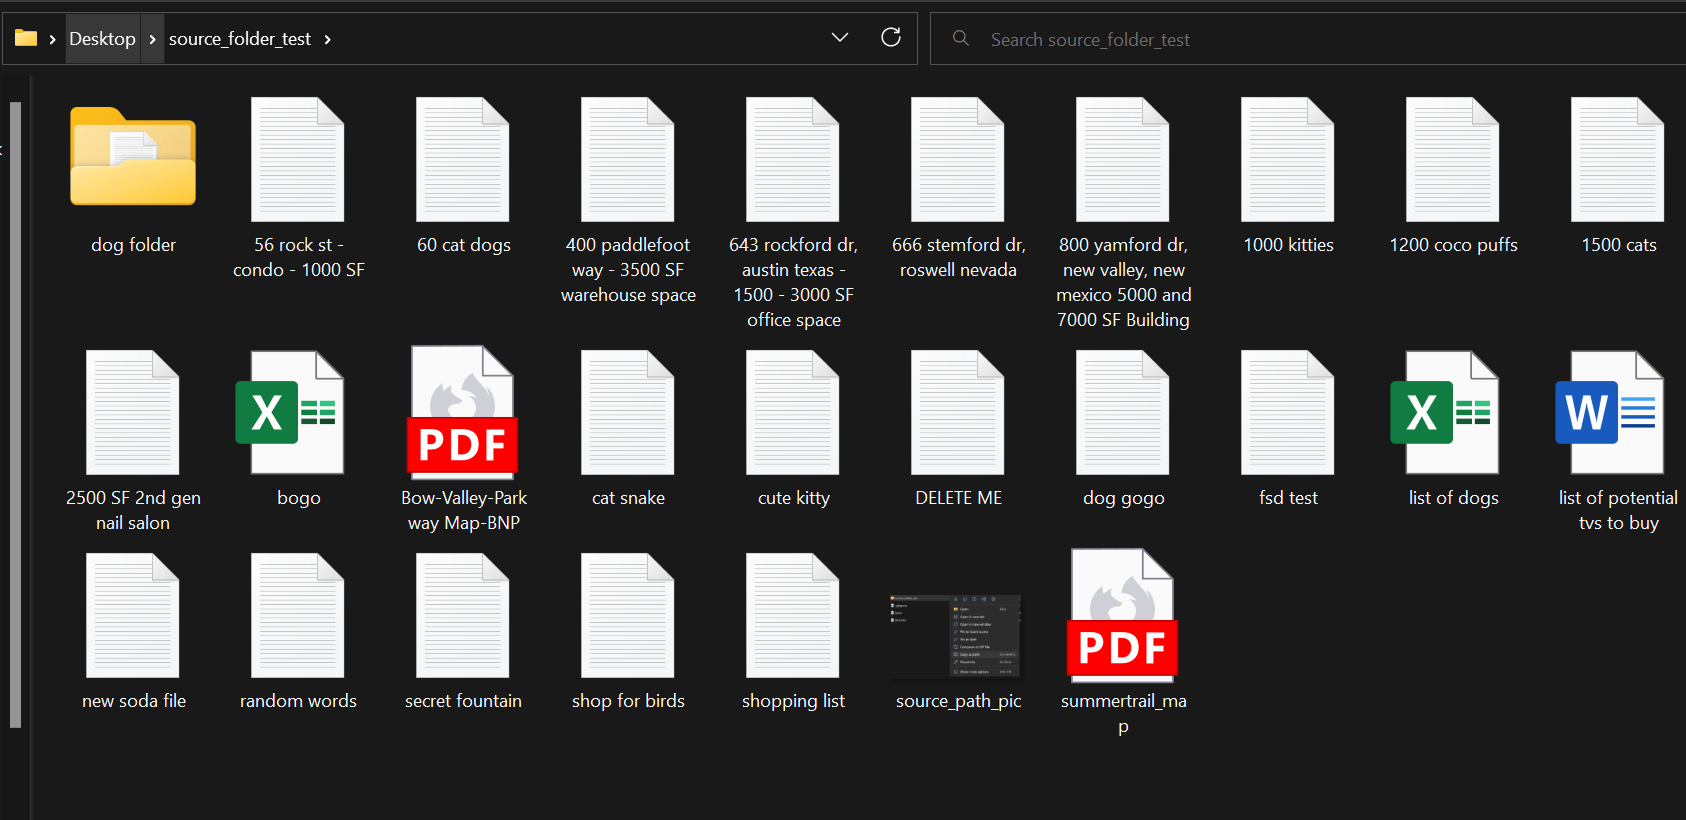 Desktop
source_folder_test
Search source_folder_test
dog folder
56 rock st -
condo - 1000 SF
60 cat dogs
400 paddlefoot
way - 3500 SF
warehouse space
643 rockford dr,
austin texas -
1500 - 3000 SF
office space
666 stemford dr,
roswell nevada
800 yamford dr,
new valley, new
mexico 5000 and
7000 SF Building
1000 kitties
1200 coco puffs
1500 cats
2500 SF 2nd gen
nail salon
X
bogo
PDF
Bow-Valley-Park
way Map-BNP
cat snake
cute kitty
DELETE ME
dog gogo
fsd test
X
list of dogs
W
list of potential
tvs to buy
new soda file
random words
secret fountain
shop for birds
shopping list
source_path_pic
PDF
summertrail_ma
p